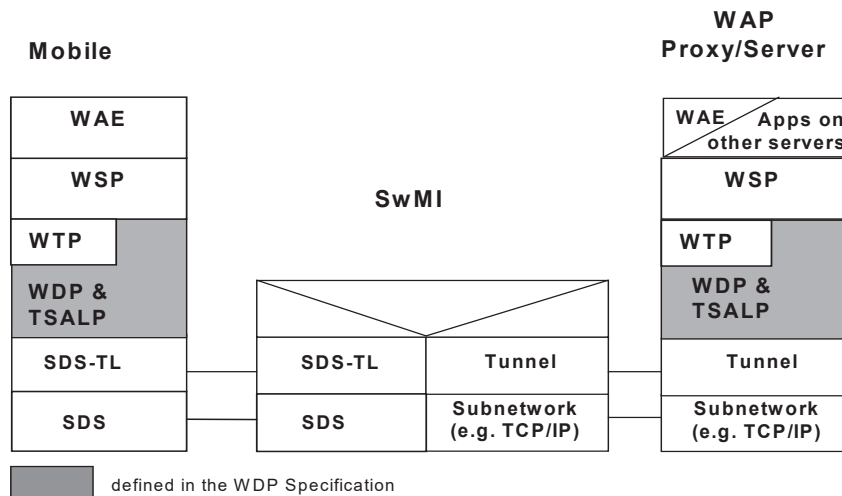 WAP
Proxy/Server
Mobile
WAE
WSP
WTP
WDP &
TSALP
SDS-TL
SDS
SwMI
SDS-TL
Tunnel
SDS
Subnetwork
(e.g. TCP/IP)
WAE
Apps on
other servers
WSP
WTP
WDP &
TSALP
Tunnel
Subnetwork
(e.g. TCP/IP)
defined in the WDP Specification